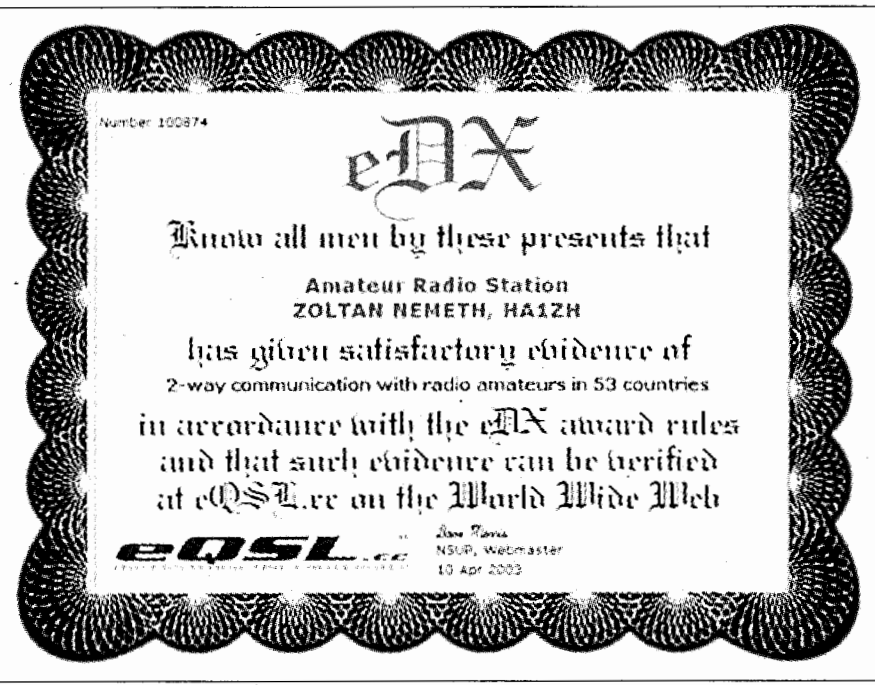 Number 100874
eDX
Know all men by these presents that
Amateur Radio Station
ZOLTAN NEMETH, HA1ZH
has given satisfactory evidence of
2-way communication with radio amateurs in 53 countries
in accordance with the eDX award rules
and that such evidence can be verified
at eQSL.cc on the World Wide Web
eQSL.cc
N5UP, Webmaster
10 Apr 2003